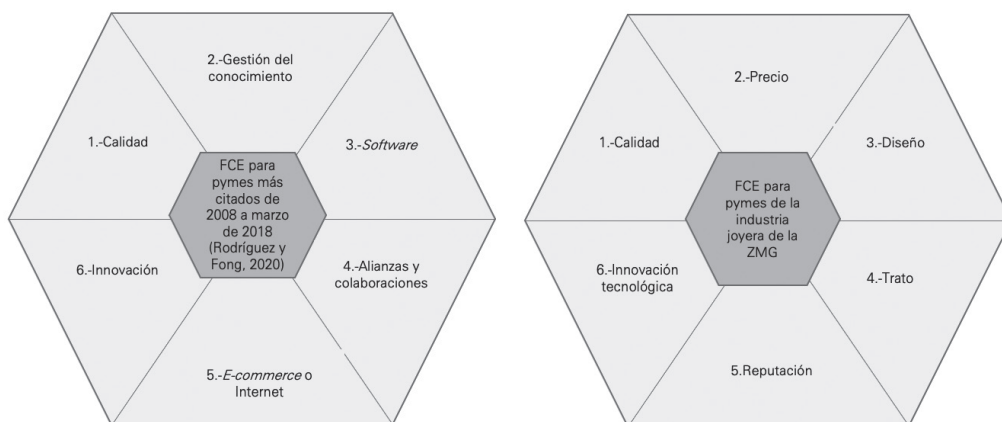 2.-Gestión del
conocimiento
1.-Calidad
3.-Software
FCE para
pymes más
citados de
2008 a marzo
de 2018
(Rodríguez y
Fong, 2020)
6.-Innovación
4.-Alianzas y
colaboraciones
5.-E-commerce o
Internet
2.-Precio
1.-Calidad
3.-Diseño
FCE para
pymes de la
industria
joyera de la
ZMG
6.-Innovación
tecnológica
4.-Trato
5.Reputación